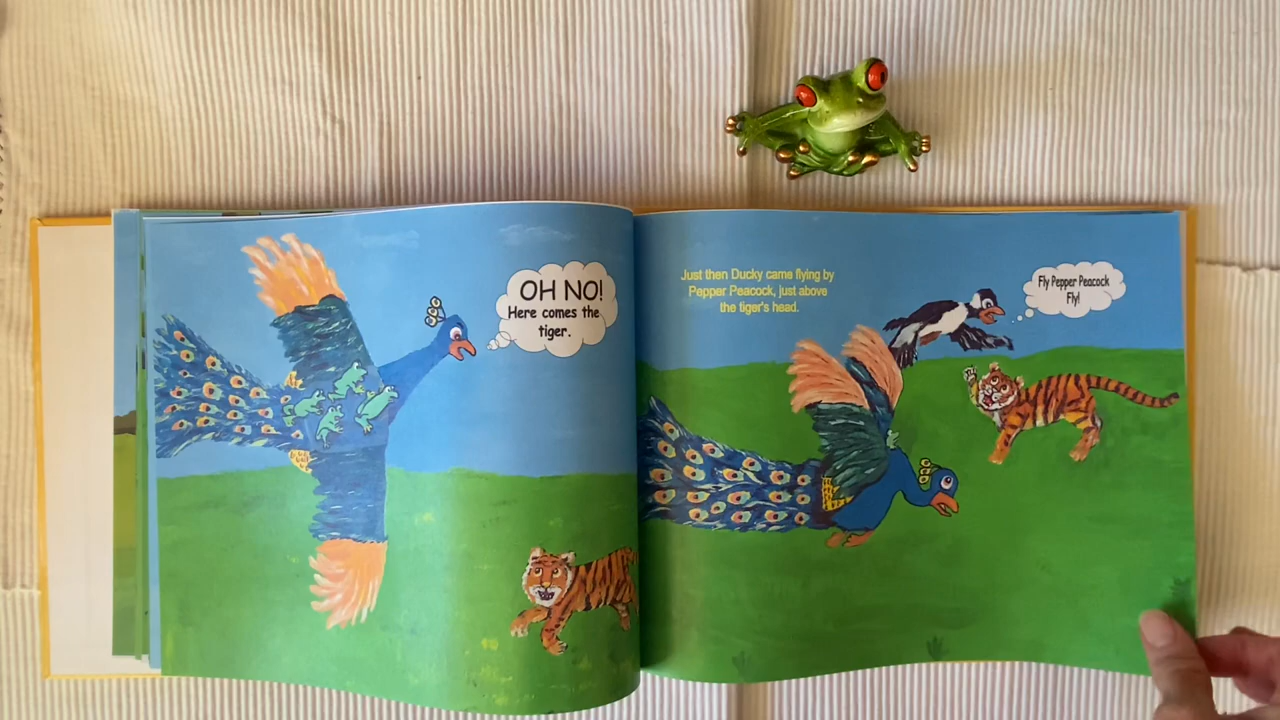 OH NO!
Here comes the
tiger.
Just then Ducky came flying by
Pepper Peacock, just above
the tiger's head.
Fly Pepper Peacock
Fly!